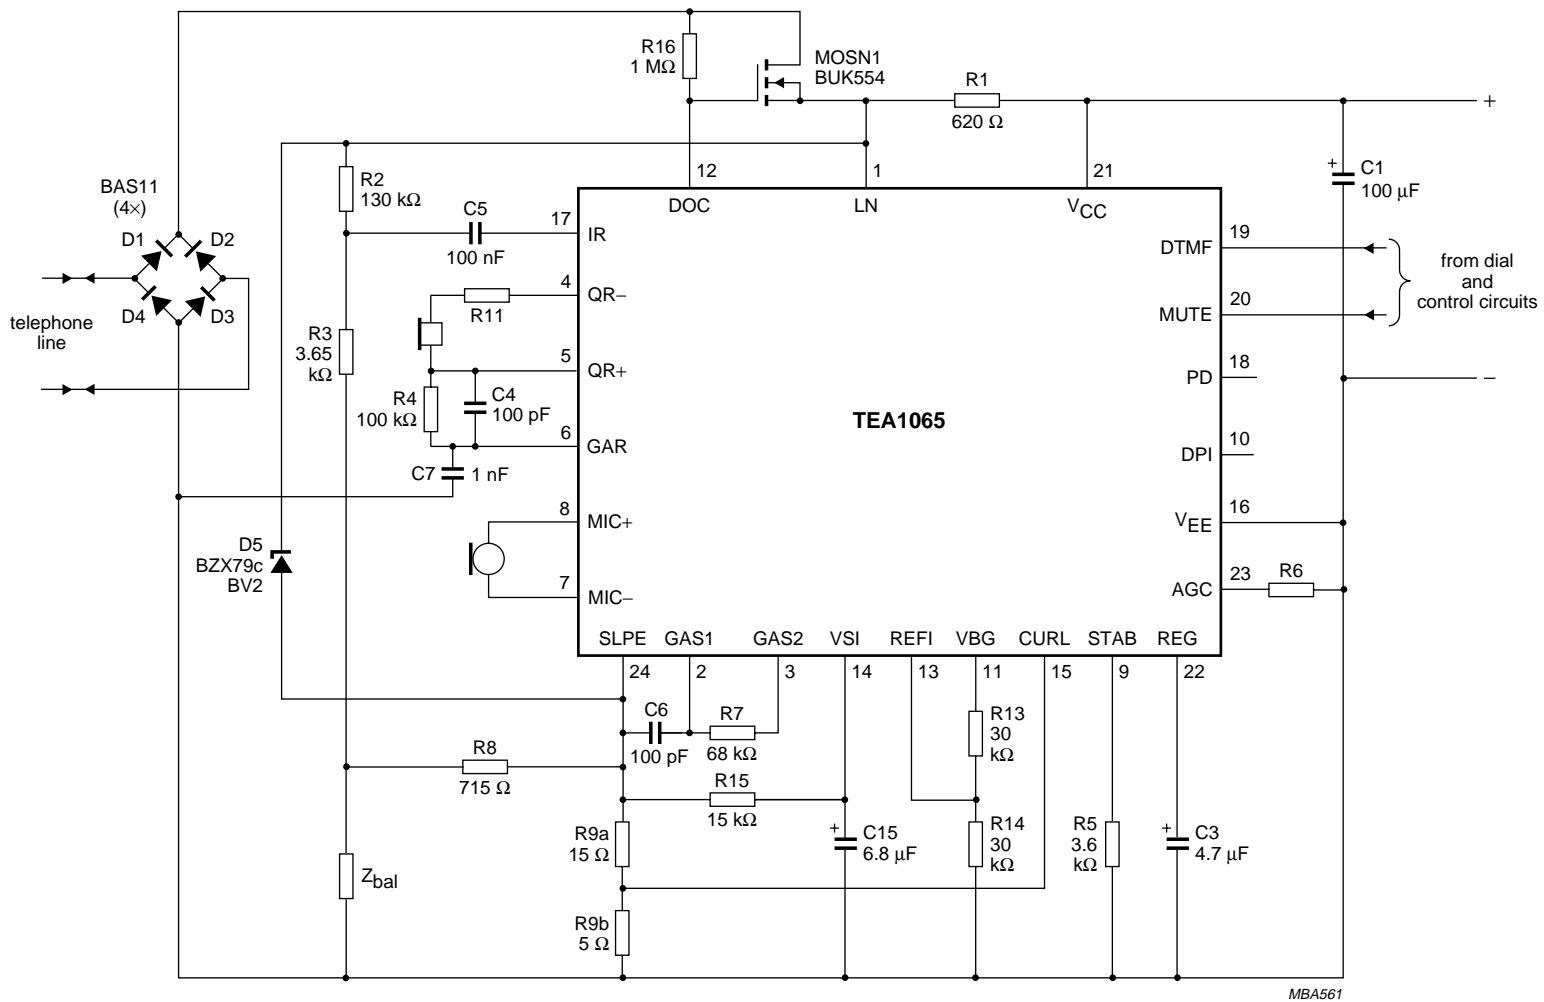 R16
1 MΩ
MOSN1
BUK554
R1
620 Ω
+
12
1
21
DOC
LN
VCC
+
C1
100 µF
BAS11
(4×)
D1
D2
D4
D3
telephone
line
R2
130 kΩ
C5
100 nF
17
IR
4
QR−
R11
R3
3.65
kΩ
5
QR+
R4
100 kΩ
C4
100 pF
6
GAR
C7
1 nF
8
MIC+
7
MIC−
TEA1065
19
DTMF
20
MUTE
from dial
and
control circuits
18
PD
−
10
DPI
16
VEE
23
AGC
R6
D5
BZX79c
BV2
SLPE
GAS1
GAS2
VSI
REFI
VBG
CURL
STAB
REG
24
2
3
14
13
11
15
9
22
C6
100 pF
R7
68 kΩ
R13
30
kΩ
R8
715 Ω
R15
15 kΩ
R9a
15 Ω
+
C15
6.8 µF
R14
30
kΩ
R5
3.6
kΩ
+
C3
4.7 µF
Zbal
R9b
5 Ω
MBA561